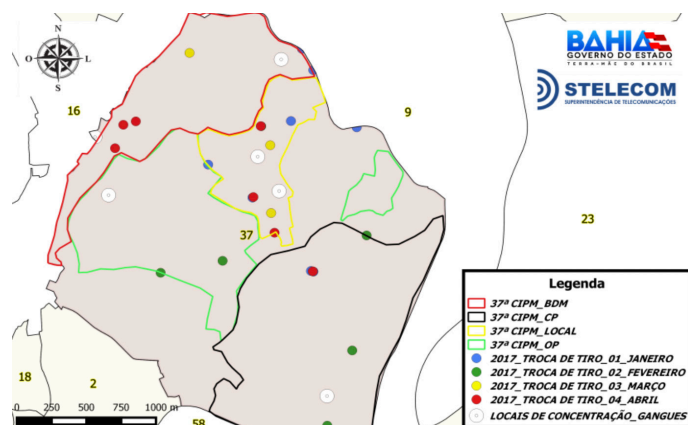 N
O L
S
BAHIA
GOVERNO DO ESTADO
TERRA-MÃE DO BRASIL
STELECOM
SUPERINTENDÊNCIA DE TELECOMUNICAÇÕES
16
9
37
23
18
2
58
0 250 500 750 1000 m
Legenda
37ª CIPM_BDM
37ª CIPM_CP
37ª CIPM_LOCAL
37ª CIPM_OP
2017_TROCA DE TIRO_01_JANEIRO
2017_TROCA DE TIRO_02_FEVEREIRO
2017_TROCA DE TIRO_03_MARÇO
2017_TROCA DE TIRO_04_ABRIL
LOCAIS DE CONCENTRAÇÃO_GANGUES